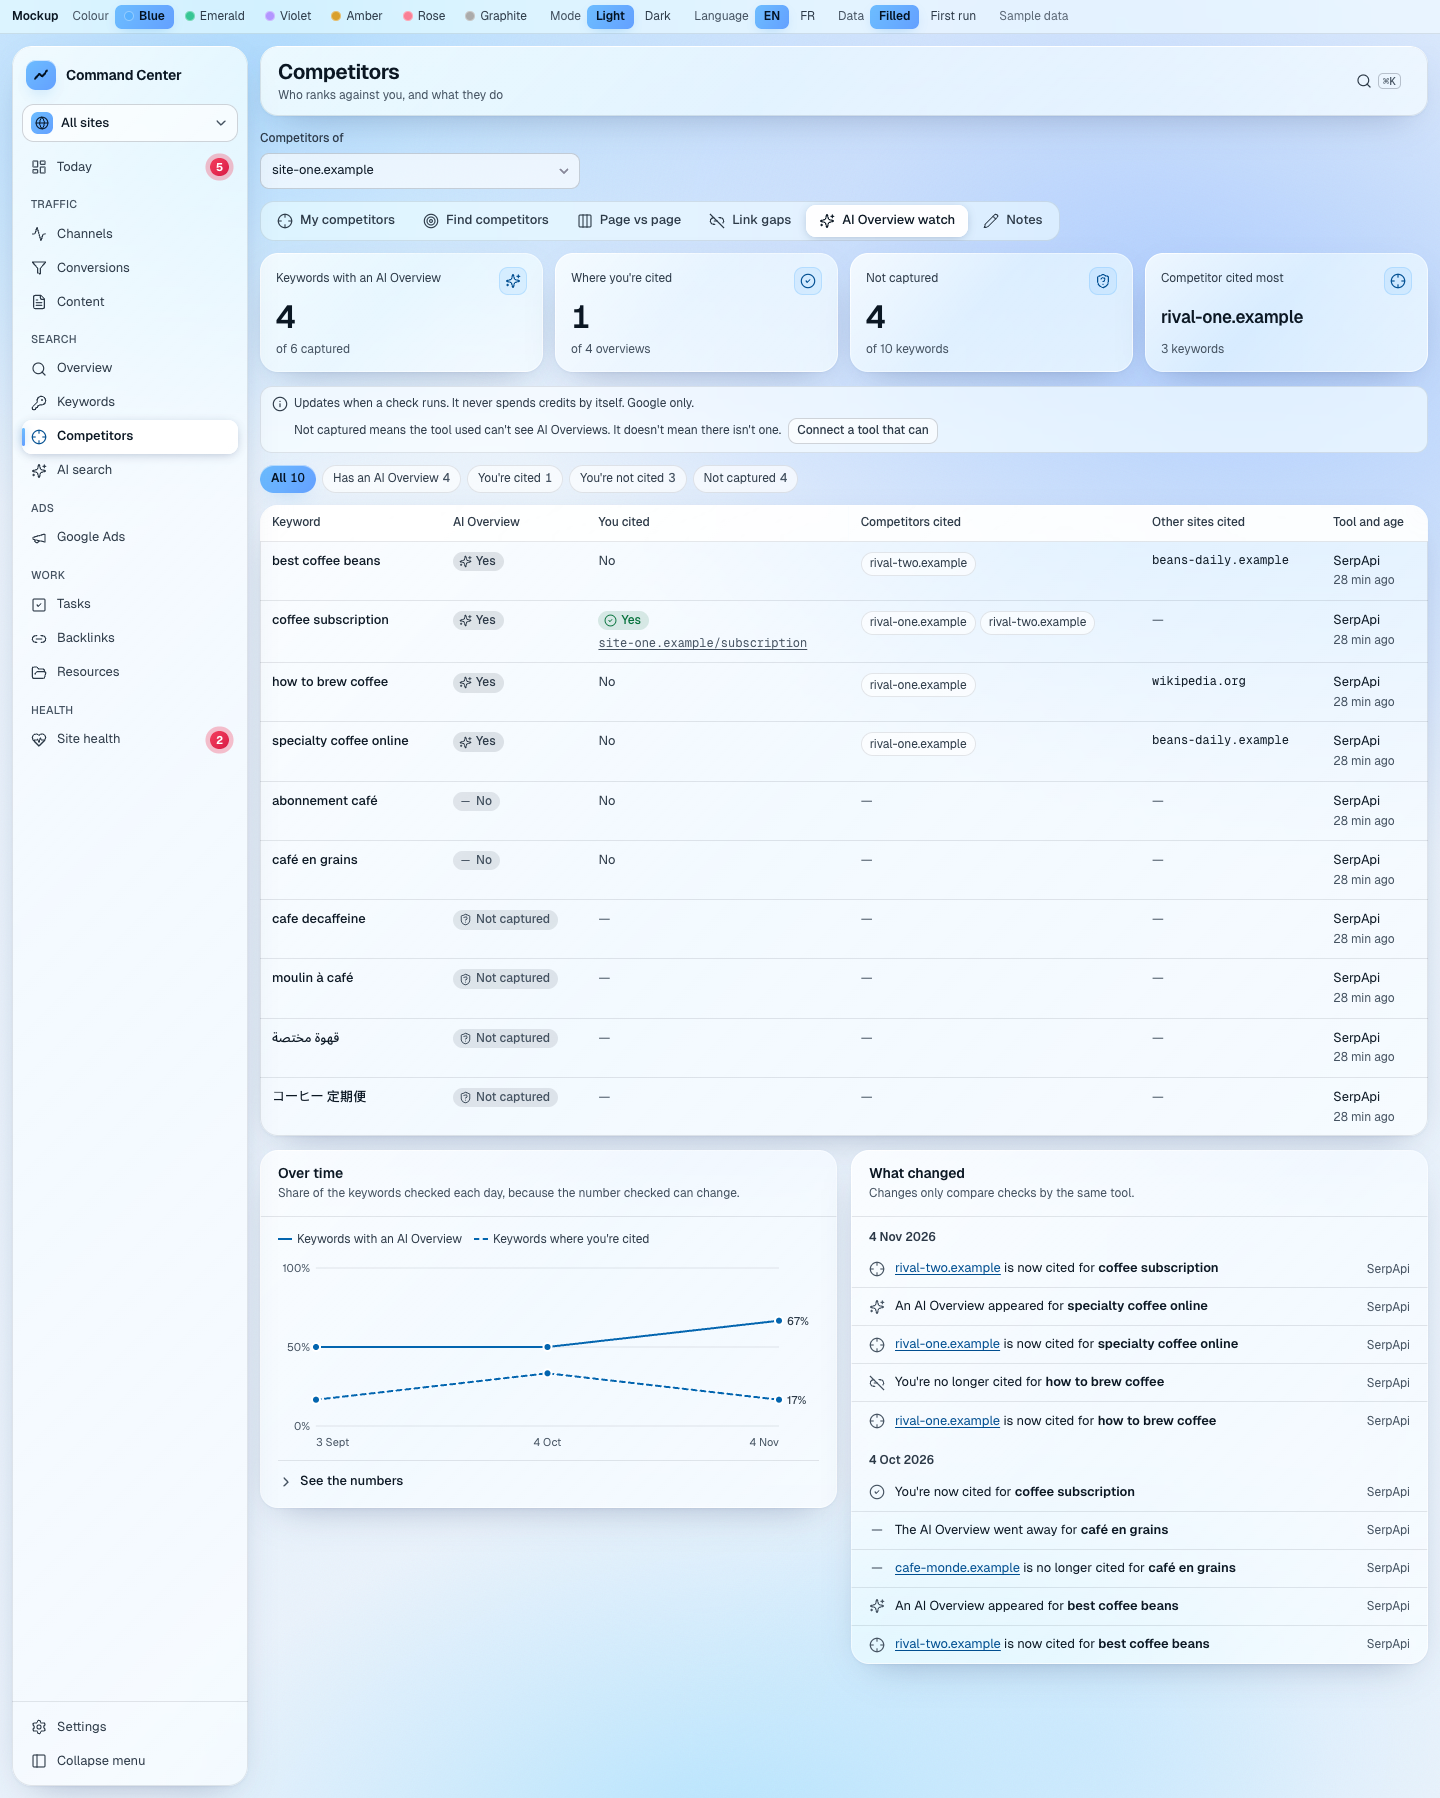 Mockup Colour Blue Emerald Violet Amber Rose Graphite Mode Light Dark Language EN FR Data Filled First run Sample data
Command Center
All sites
Today 5
TRAFFIC
Channels
Conversions
Content
SEARCH
Overview
Keywords
Competitors
AI search
ADS
Google Ads
WORK
Tasks
Backlinks
Resources
HEALTH
Site health 2
Settings
Collapse menu
Competitors
Who ranks against you, and what they do
⌘K
Competitors of
site-one.example
My competitors Find competitors Page vs page Link gaps AI Overview watch Notes
Keywords with an AI Overview
4
of 6 captured
Where you're cited
1
of 4 overviews
Not captured
4
of 10 keywords
Competitor cited most
rival-one.example
3 keywords
Updates when a check runs. It never spends credits by itself. Google only.
Not captured means the tool used can't see AI Overviews. It doesn't mean there isn't one. Connect a tool that can
All 10 Has an AI Overview 4 You're cited 1 You're not cited 3 Not captured 4
Keyword AI Overview You cited Competitors cited Other sites cited Tool and age
best coffee beans Yes No rival-two.example beans-daily.example SerpApi
28 min ago
coffee subscription Yes Yes rival-one.example rival-two.example — SerpApi
site-one.example/subscription 28 min ago
how to brew coffee Yes No rival-one.example wikipedia.org SerpApi
28 min ago
specialty coffee online Yes No rival-one.example beans-daily.example SerpApi
28 min ago
abonnement café — No No — — SerpApi
28 min ago
café en grains — No No — — SerpApi
28 min ago
cafe decaffeine Not captured — — — SerpApi
28 min ago
moulin à café Not captured — — — SerpApi
28 min ago
قهوة مختصة Not captured — — — SerpApi
28 min ago
コーヒー 定期便 Not captured — — — SerpApi
28 min ago
Over time
Share of the keywords checked each day, because the number checked can change.
Keywords with an AI Overview Keywords where you're cited
100%
67%
50%
17%
0%
3 Sept 4 Oct 4 Nov
See the numbers
What changed
Changes only compare checks by the same tool.
4 Nov 2026
rival-two.example is now cited for coffee subscription SerpApi
An AI Overview appeared for specialty coffee online SerpApi
rival-one.example is now cited for specialty coffee online SerpApi
You're no longer cited for how to brew coffee SerpApi
rival-one.example is now cited for how to brew coffee SerpApi
4 Oct 2026
You're now cited for coffee subscription SerpApi
The AI Overview went away for café en grains SerpApi
cafe-monde.example is no longer cited for café en grains SerpApi
An AI Overview appeared for best coffee beans SerpApi
rival-two.example is now cited for best coffee beans SerpApi